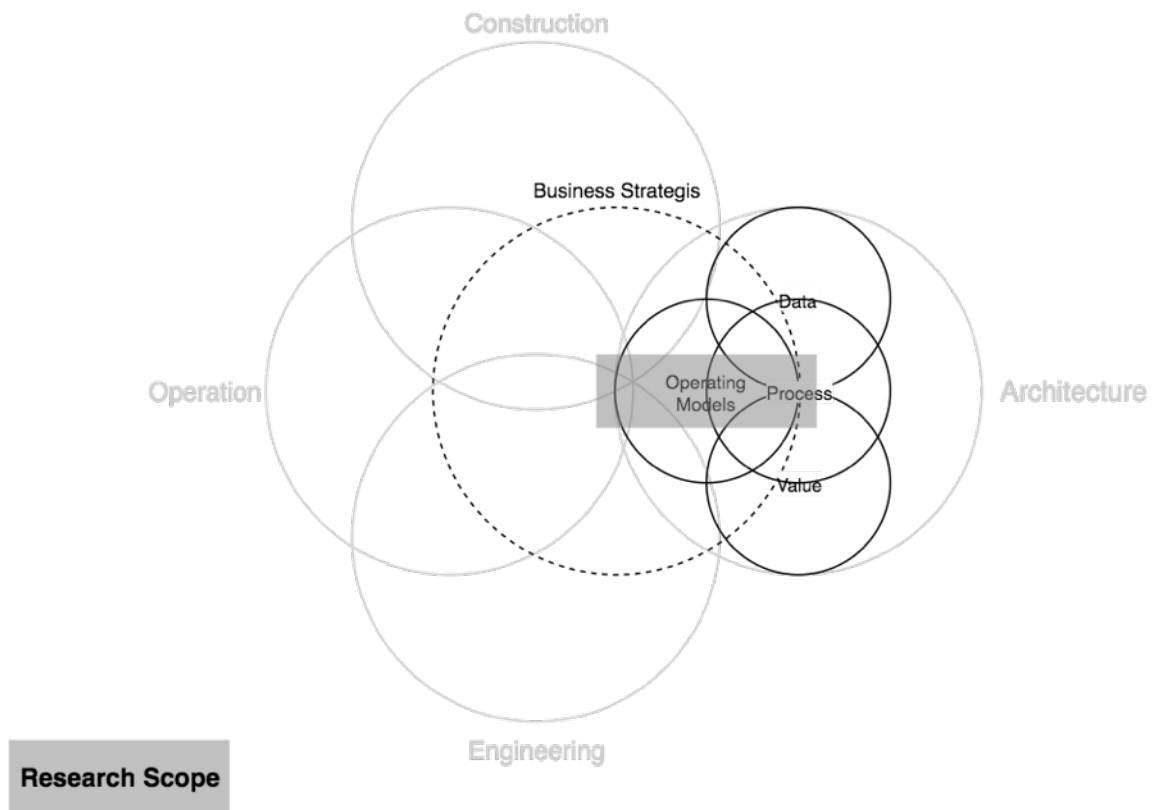 Construction
Business Strategis
Data
Operation
Operating
Models
Process
Architecture
Value
Engineering
Research Scope